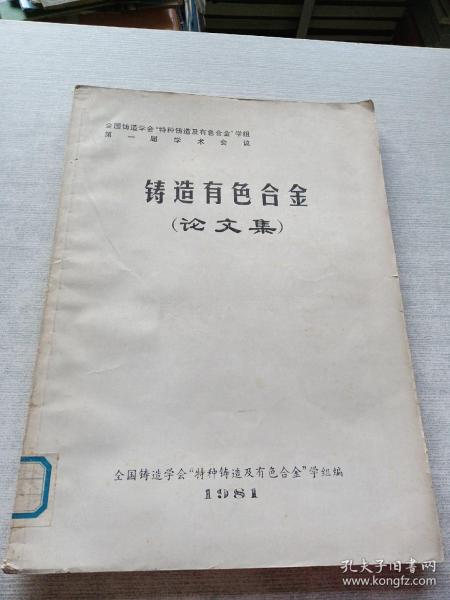 全国铸造学会“特种铸造及有色合金”学组
第一届学术会议
铸造有色合金
(论文集)
全国铸造学会“特种铸造及有色合金”学组编
1981
孔夫子旧书网
www.kongfz.com